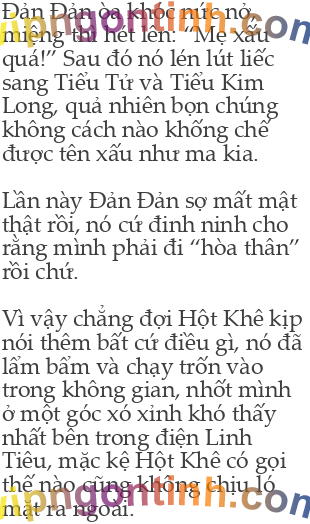 Đản Đản òa khóc nức nở,
miệng thì hét lên: “Mẹ xấu
quá!” Sau đó nó lén lút liếc
sang Tiểu Tử và Tiểu Kim
Long, quả nhiên bọn chúng
không cách nào khống chế
được tên xấu như ma kia.
Lần này Đản Đản sợ mất mật
thật rồi, nó cứ đinh ninh cho
rằng mình phải đi “hòa thân”
rồi chứ.
Vì vậy chẳng đợi Hột Khê kịp
nói thêm bất cứ điều gì, nó đã
lẩm bẩm và chạy trốn vào
trong không gian, nhốt mình
ở một góc xó xỉnh khó thấy
nhất bên trong điện Linh
Tiêu, mặc kệ Hột Khê có gọi
thế nào cũng không chịu ló
mặt ra ngoài.